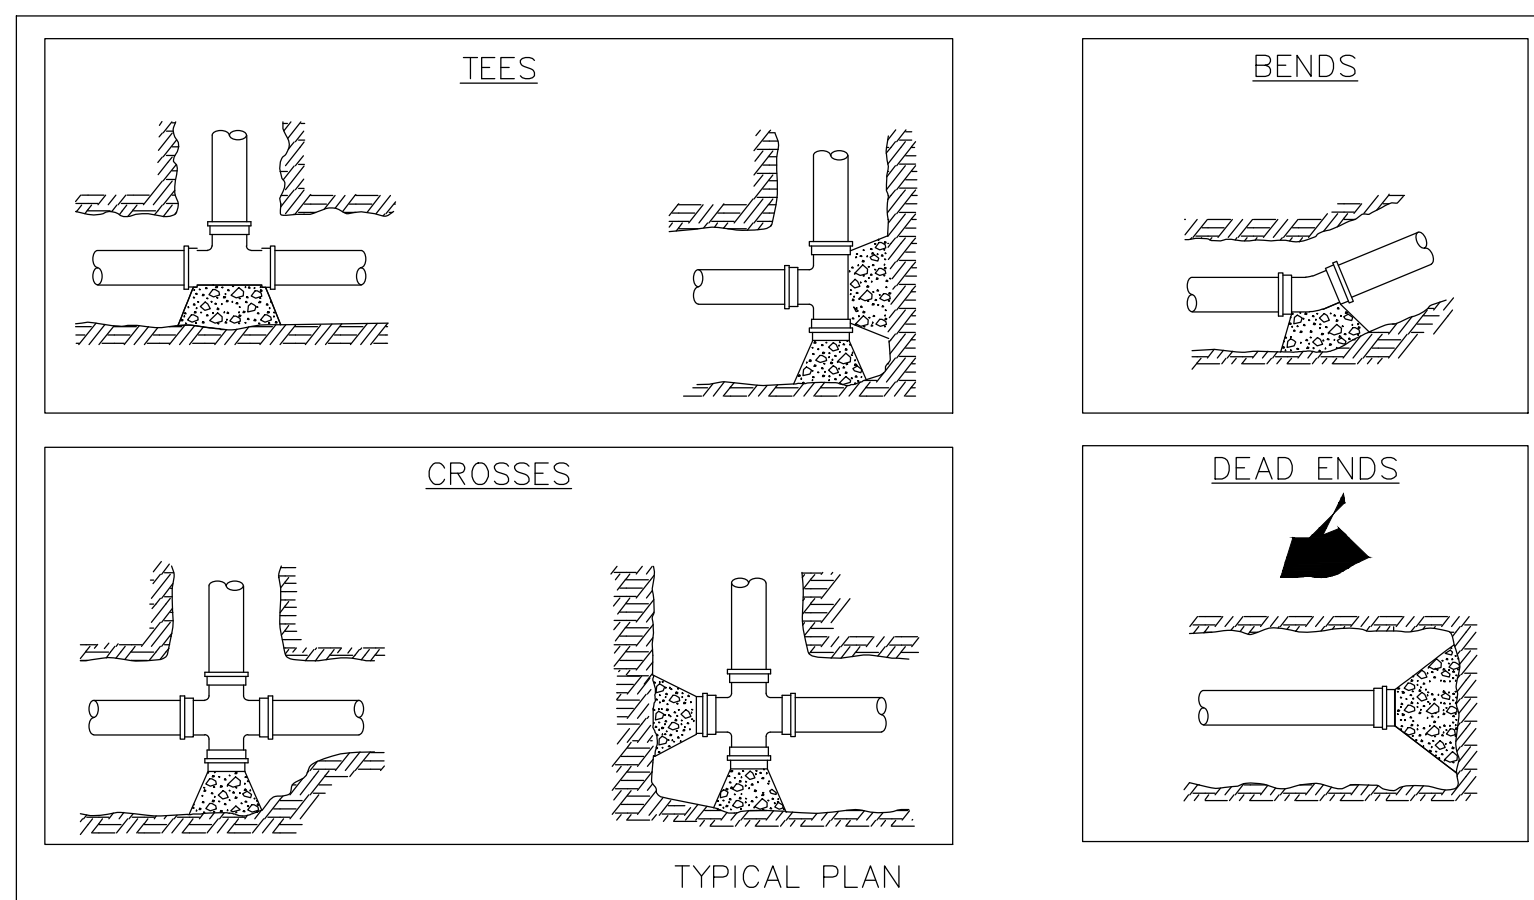 TEES
BENDS
CROSSES
DEAD ENDS
TYPICAL PLAN